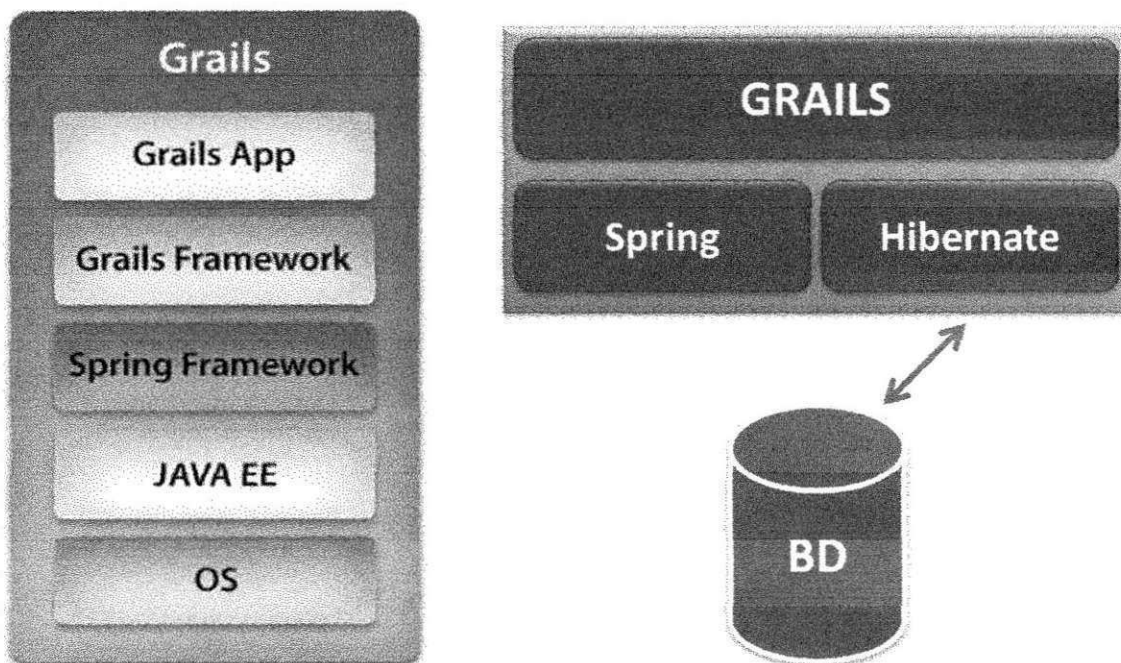 Grails
Grails App
Grails Framework
Spring Framework
JAVA EE
OS
GRAILS
Spring
Hibernate
BD